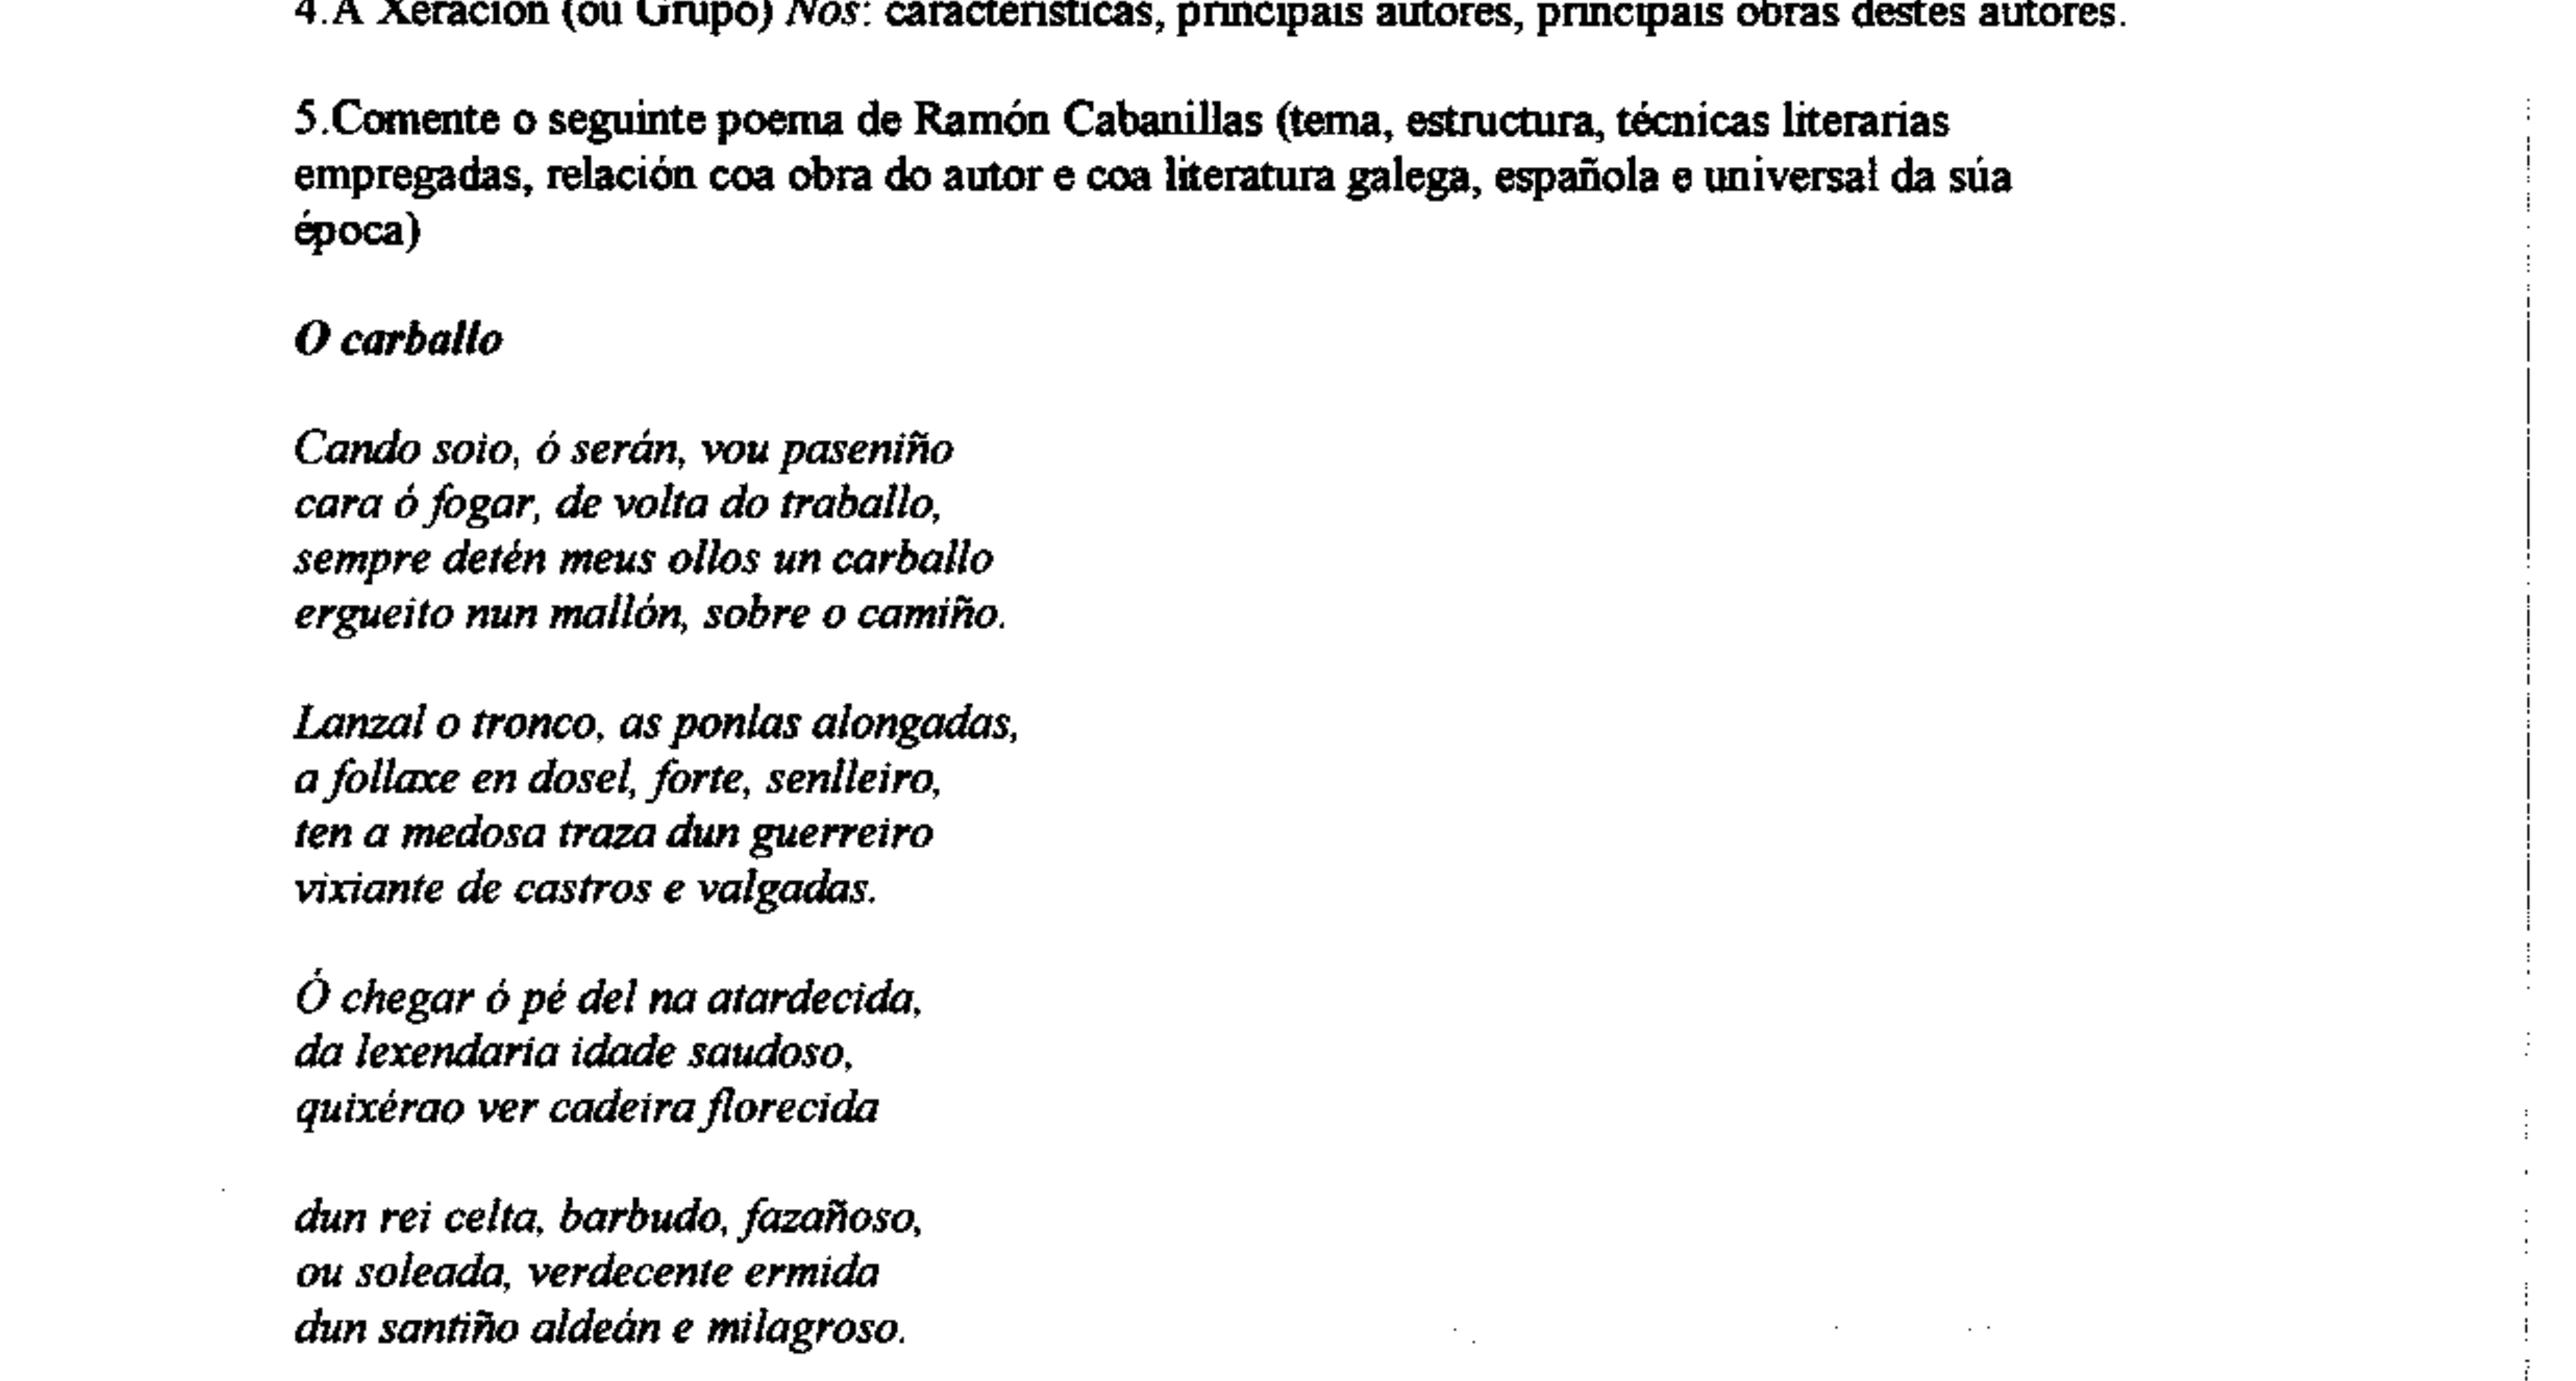 4.A Xeración (ou Grupo) Nós: características, principais autores, principais obras destes autores.
5.Comente o seguinte poema de Ramón Cabanillas (tema, estructura, técnicas literarias
empregadas, relación coa obra do autor e coa literatura galega, española e universal da súa
época)
O carballo
Cando soio, ó serán, vou paseniño
cara ó fogar, de volta do traballo,
sempre detén meus ollos un carballo
ergueito nun mallón, sobre o camiño.
Lanzal o tronco, as ponlas alongadas,
a follaxe en dosel, forte, senlleiro,
ten a medosa traza dun guerreiro
vixiante de castros e valgadas.
Ó chegar ó pé del na atardecida,
da lexendaria idade saudoso,
quixérao ver cadeira florecida
dun rei celta, barbudo, fazañoso,
ou soleada, verdecente ermida
dun santiño aldeán e milagroso.